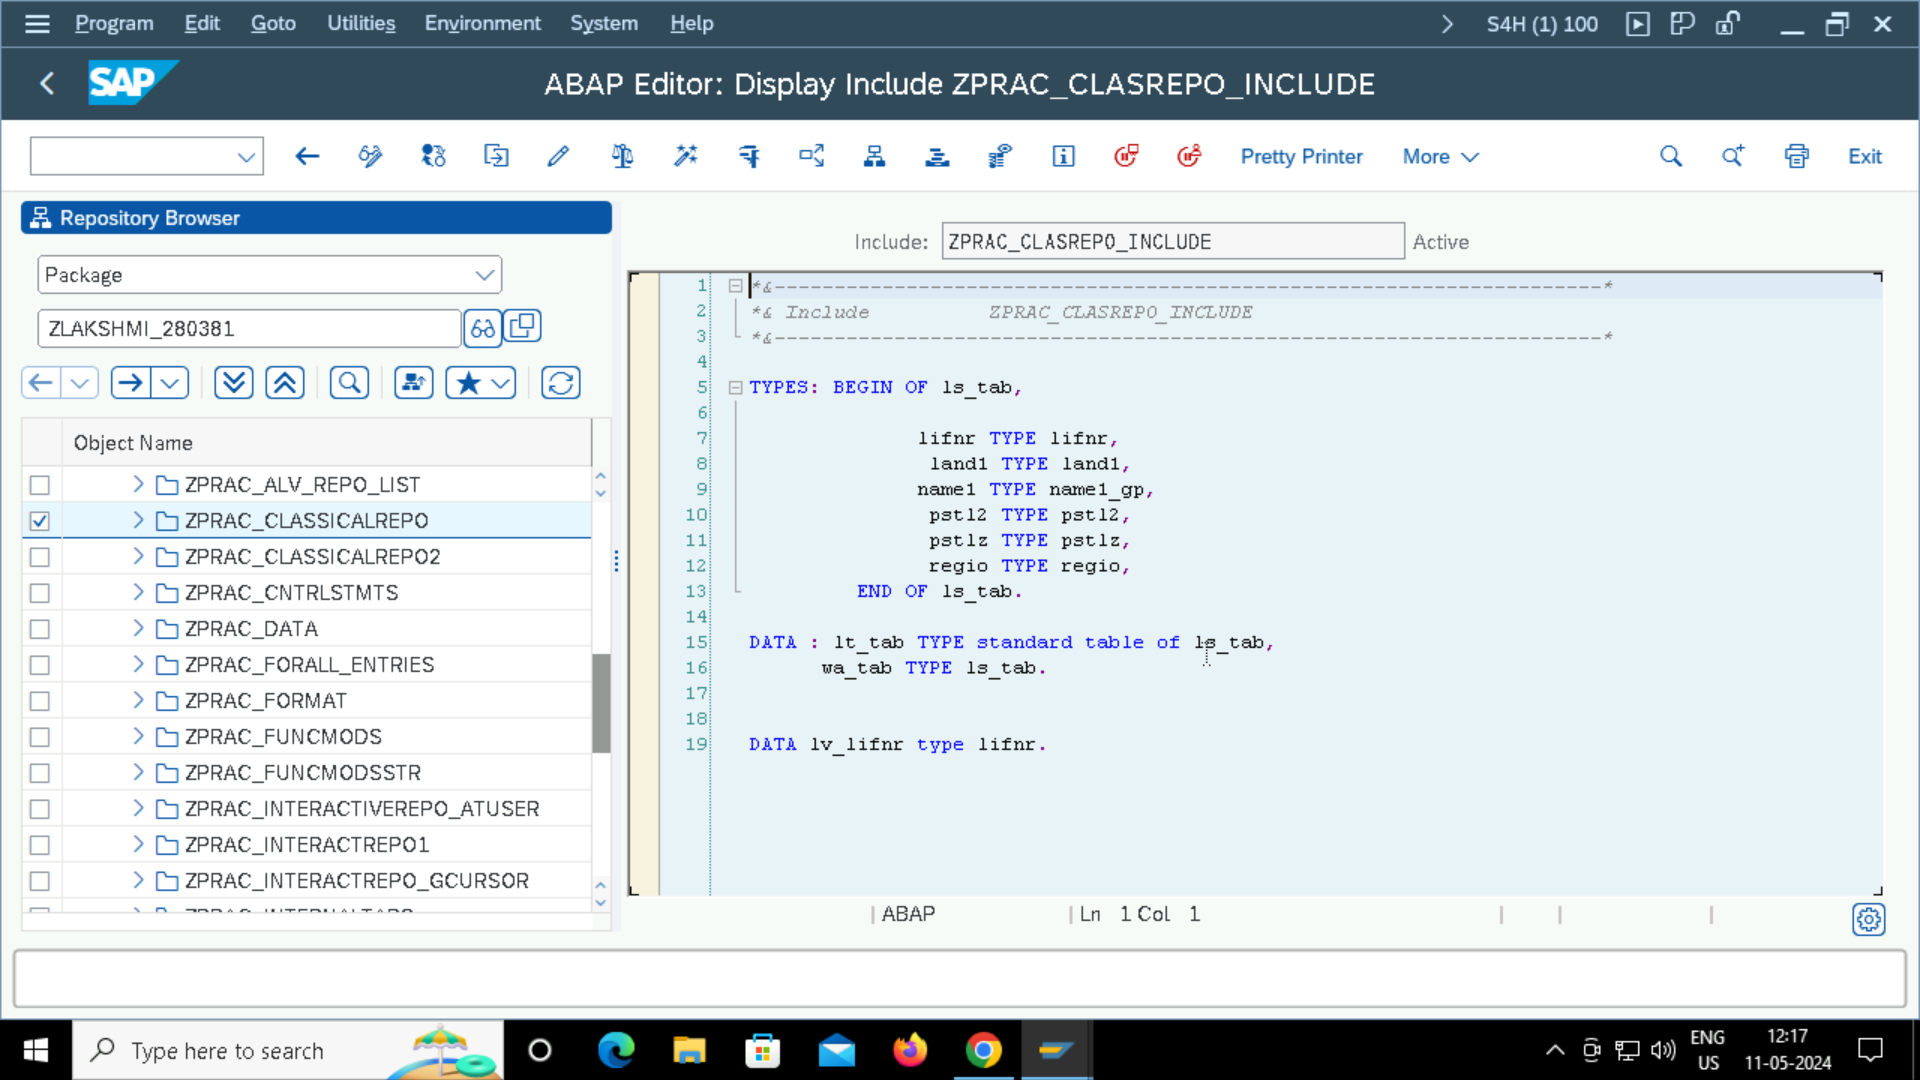 Program Edit Goto Utilities Environment System Help S4H (1) 100
SAP ABAP Editor: Display Include ZPRAC_CLASREPO_INCLUDE
Pretty Printer More Exit
Repository Browser
Include: ZPRAC_CLASREPO_INCLUDE Active
Package
ZLAKSHMI_280381
Object Name
ZPRAC_ALV_REPO_LIST
ZPRAC_CLASSICALREPO
ZPRAC_CLASSICALREPO2
ZPRAC_CNTRLSTMTS
ZPRAC_DATA
ZPRAC_FORALL_ENTRIES
ZPRAC_FORMAT
ZPRAC_FUNCMODS
ZPRAC_FUNCMODSSTR
ZPRAC_INTERACTIVEREPO_ATUSER
ZPRAC_INTERACTREPO1
ZPRAC_INTERACTREPO_GCURSOR
1 *&---------------------------------------------------------------------*
2 *& Include ZPRAC_CLASREPO_INCLUDE
3 *&---------------------------------------------------------------------*
4
5 TYPES: BEGIN OF ls_tab,
6
7 lifnr TYPE lifnr,
8 land1 TYPE land1,
9 name1 TYPE name1_gp,
10 pstl2 TYPE pstl2,
11 pstlz TYPE pstlz,
12 regio TYPE regio,
13 END OF ls_tab.
14
15 DATA : lt_tab TYPE standard table of ls_tab,
16 wa_tab TYPE ls_tab.
17
18
19 DATA lv_lifnr type lifnr.
ABAP Ln 1 Col 1
Type here to search
ENG
US
12:17
11-05-2024